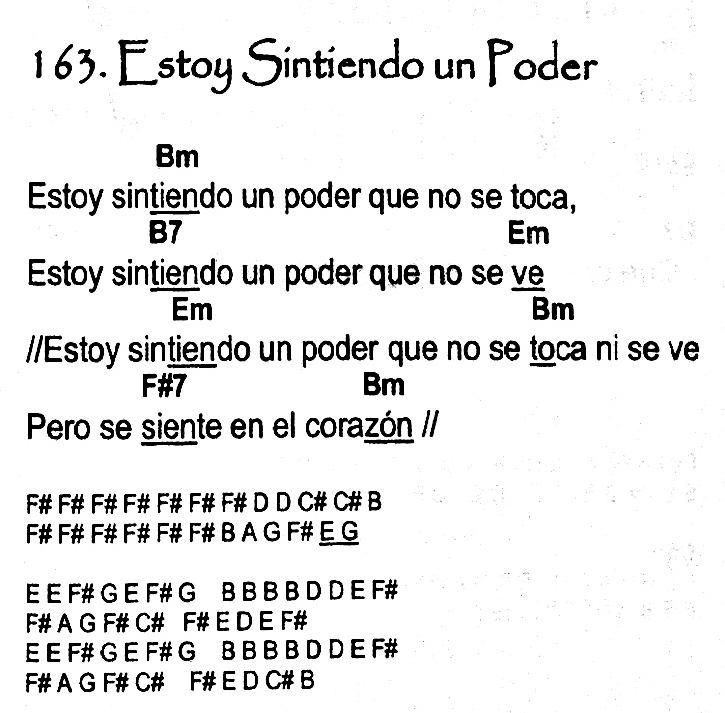 163. Estoy Sintiendo un Poder
Bm
Estoy sintiendo un poder que no se toca,
B7 Em
Estoy sintiendo un poder que no se ve
Em Bm
//Estoy sintiendo un poder que no se toca ni se ve
F#7 Bm
Pero se siente en el corazón //
F# F# F# F# F# F# F# D D C# C# B
F# F# F# F# F# F# B A G F# E G
E E F# G E F# G B B B B D D E F#
F# A G F# C# F# E D E F#
E E F# G E F# G B B B B D D E F#
F# A G F# C# F# E D C# B